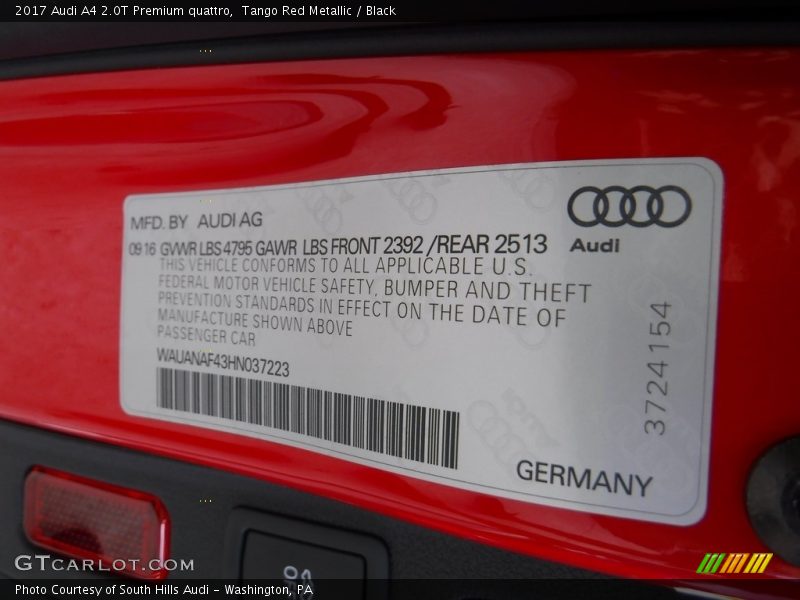 2017 Audi A4 2.0T Premium quattro,  Tango Red Metallic / Black
MFD. BY AUDI AG
09 16 GVWR LBS 4795 GAWR LBS FRONT 2392 /REAR 2513
Audi
THIS VEHICLE CONFORMS TO ALL APPLICABLE U.S.
FEDERAL MOTOR VEHICLE SAFETY, BUMPER AND THEFT
PREVENTION STANDARDS IN EFFECT ON THE DATE OF
MANUFACTURE SHOWN ABOVE
PASSENGER CAR
WAUANAF43HN037223
3724154
GERMANY
GTCARLOT.COM
Photo Courtesy of South Hills Audi - Washington, PA